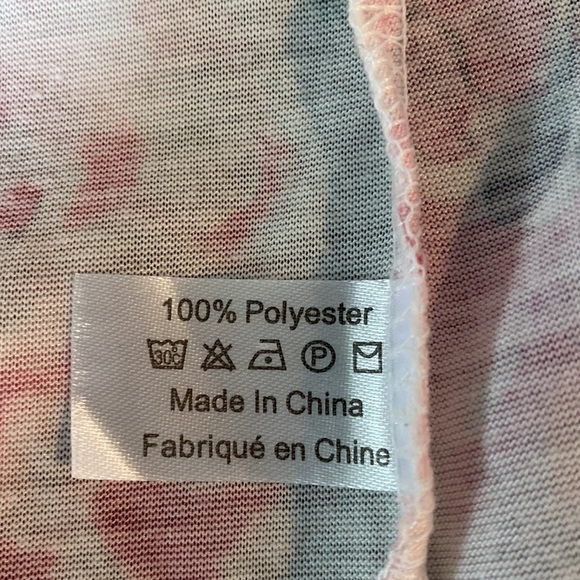 100% Polyester
30°C P
Made In China
Fabriqué en Chine